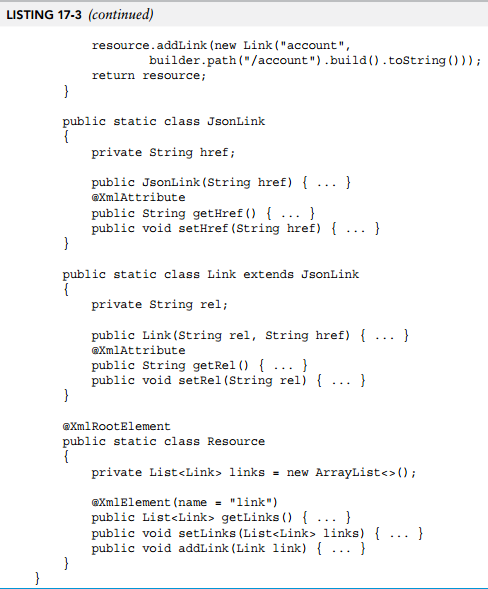 LISTING 17-3 (continued)
resource.addLink(new Link("account",
builder.path("/account").build().toString()));
return resource;
}
public static class JsonLink
{
private String href;
public JsonLink(String href) { ... }
@XmlAttribute
public String getHref() { ... }
public void setHref(String href) { ... }
}
public static class Link extends JsonLink
{
private String rel;
public Link(String rel, String href) { ... }
@XmlAttribute
public String getRel() { ... }
public void setRel(String rel) { ... }
}
@XmlRootElement
public static class Resource
{
private List<Link> links = new ArrayList<>();
@XmlElement(name = "link")
public List<Link> getLinks() { ... }
public void setLinks(List<Link> links) { ... }
public void addLink(Link link) { ... }
}
}